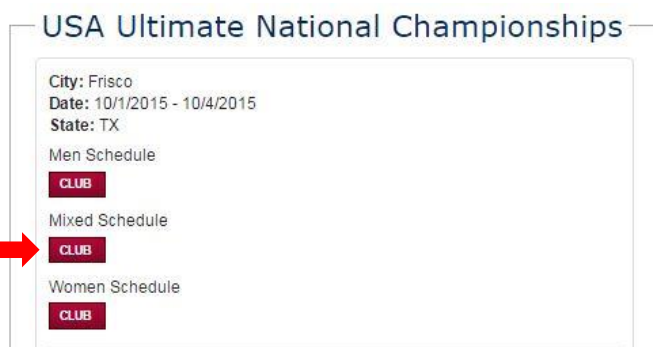 USA Ultimate National Championships
City: Frisco
Date: 10/1/2015 - 10/4/2015
State: TX
Men Schedule
CLUB
Mixed Schedule
CLUB
Women Schedule
CLUB